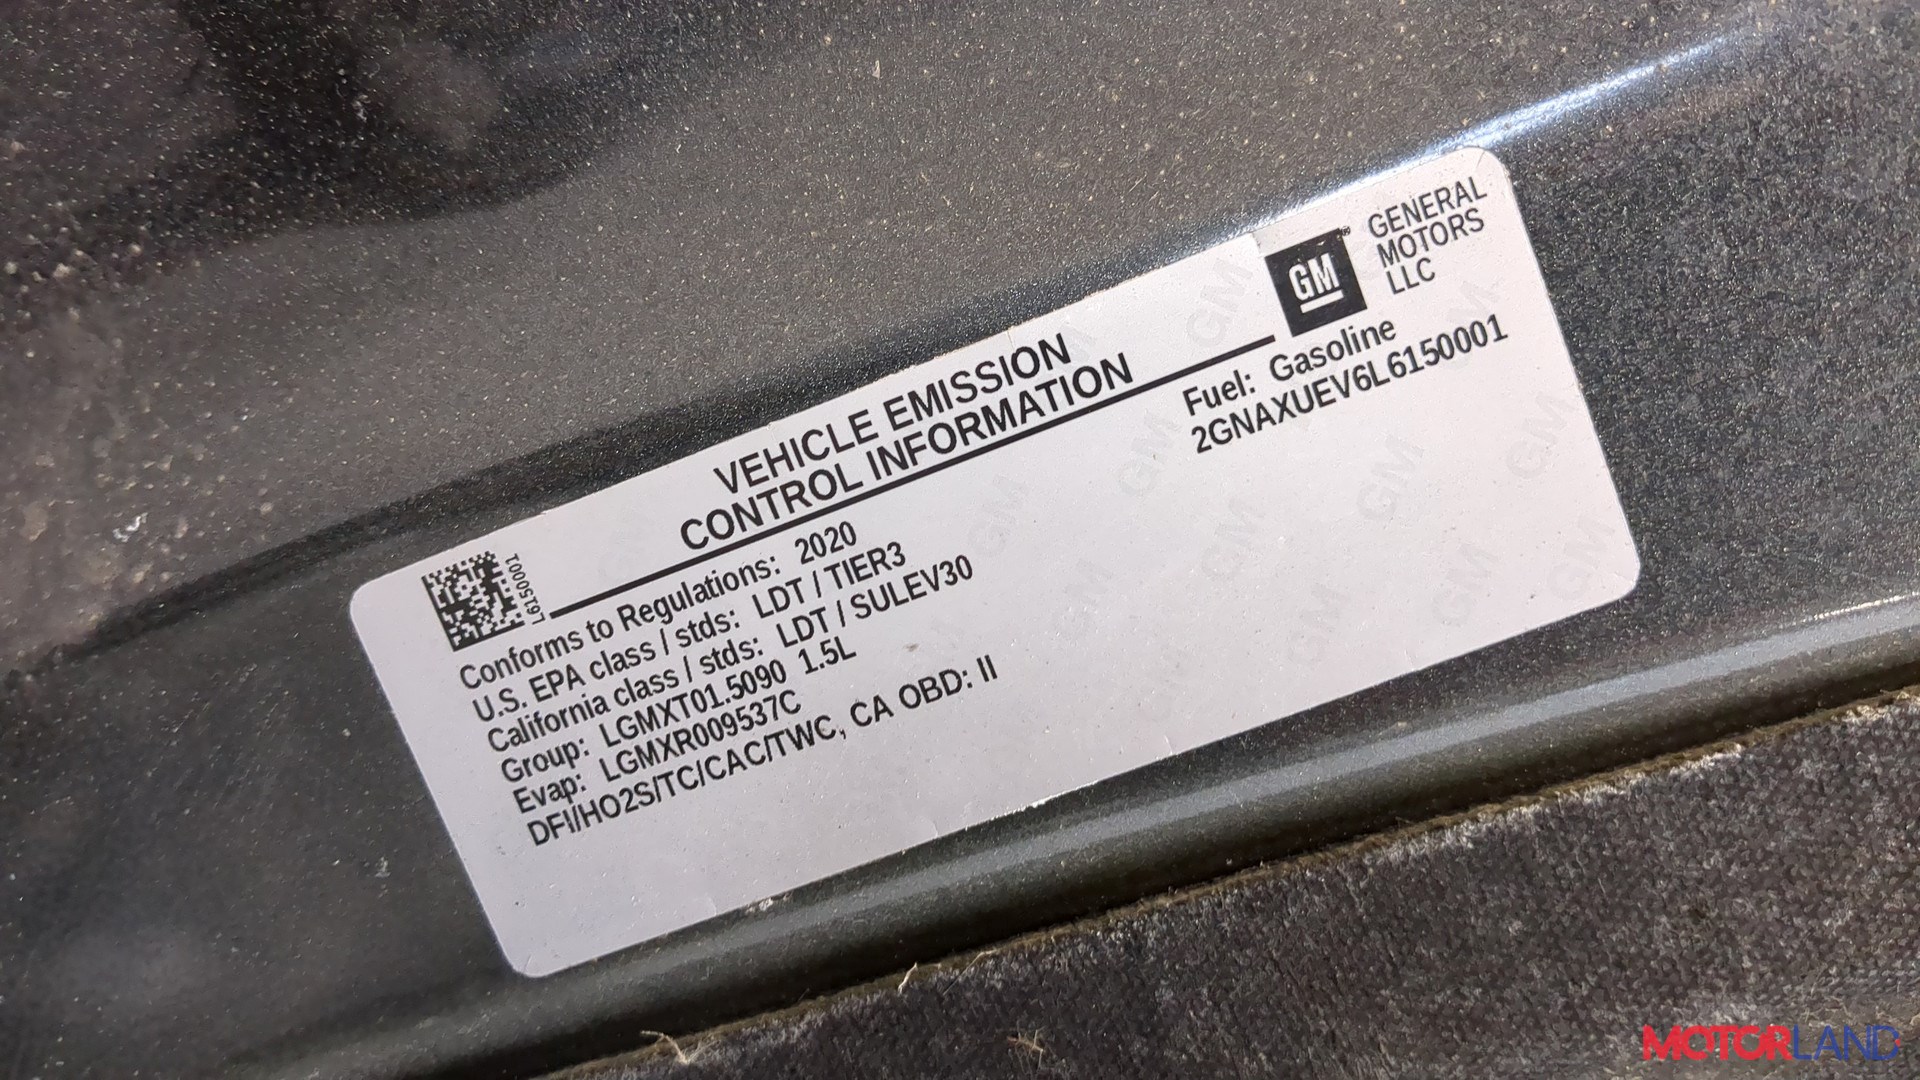 GM
GENERAL
MOTORS
LLC
VEHICLE EMISSION
CONTROL INFORMATION
Fuel: Gasoline
2GNAXUEV6L6150001
L6150001
Conforms to Regulations: 2020
U.S. EPA class / stds: LDT / TIER3
California class / stds: LDT / SULEV30
Group: LGMXT01.5090 1.5L
Evap: LGMXR009537C
DFI/HO2S/TC/CAC/TWC, CA OBD: II
MOTORLAND